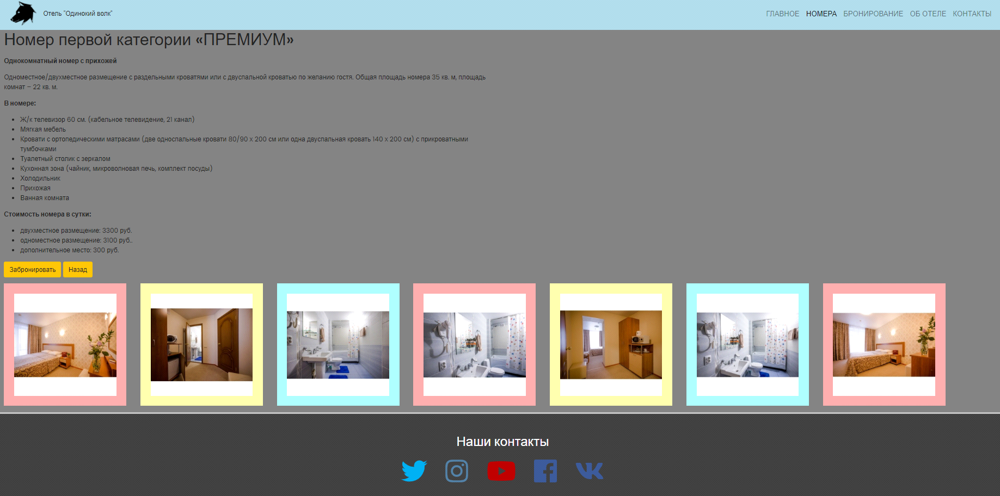 Отель "Одинокий волк"
ГЛАВНОЕ НОМЕРА БРОНИРОВАНИЕ ОБ ОТЕЛЕ КОНТАКТЫ
Номер первой категории «ПРЕМИУМ»
Однокомнатный номер с прихожей
Одноместное/двухместное размещение с раздельными кроватями или с двуспальной кроватью по желанию гостя. Общая площадь номера 35 кв. м, площадь
комнат – 22 кв. м.
В номере:
Ж/к телевизор 60 см. (кабельное телевидение, 21 канал)
Мягкая мебель
Кровати с ортопедическими матрасами (две односпальные кровати 80/90 х 200 см или одна двуспальная кровать 140 х 200 см) с прикроватными
тумбочками
Туалетный столик с зеркалом
Кухонная зона (чайник, микроволновая печь, комплект посуды)
Холодильник
Прихожая
Ванная комната
Стоимость номера в сутки:
двухместное размещение: 3300 руб.
одноместное размещение: 3100 руб..
дополнительное место: 300 руб.
Забронировать Назад
Наши контакты